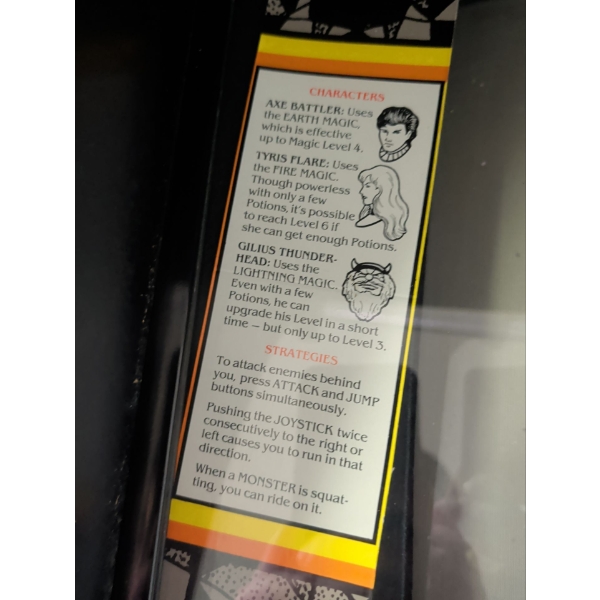 CHARACTERS
AXE BATTLER: Uses
the EARTH MAGIC,
which is effective
up to Magic Level 4.
TYRIS FLARE: Uses
the FIRE MAGIC.
Though powerless
with only a few
Potions, it's possible
to reach Level 6 if
she can get enough Potions.
GILIUS THUNDER-
HEAD: Uses the
LIGHTNING MAGIC.
Even with a few
Potions, he can
upgrade his Level in a short
time – but only up to Level 3.
STRATEGIES
To attack enemies behind
you, press ATTACK and JUMP
buttons simultaneously.
Pushing the JOYSTICK twice
consecutively to the right or
left causes you to run in that
direction.
When a MONSTER is squat-
ting, you can ride on it.